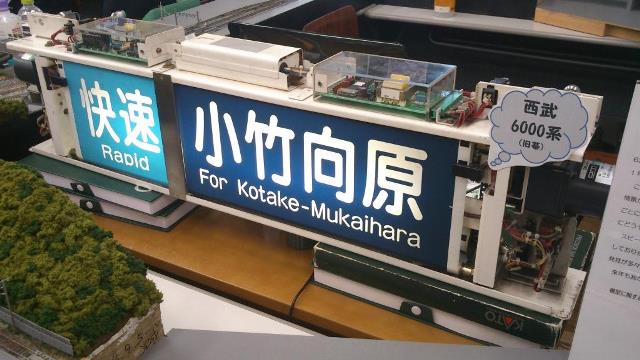 快速
Rapid
小竹向原
For Kotake-Mukaihara
西武
6000系
(旧幕)
KATO